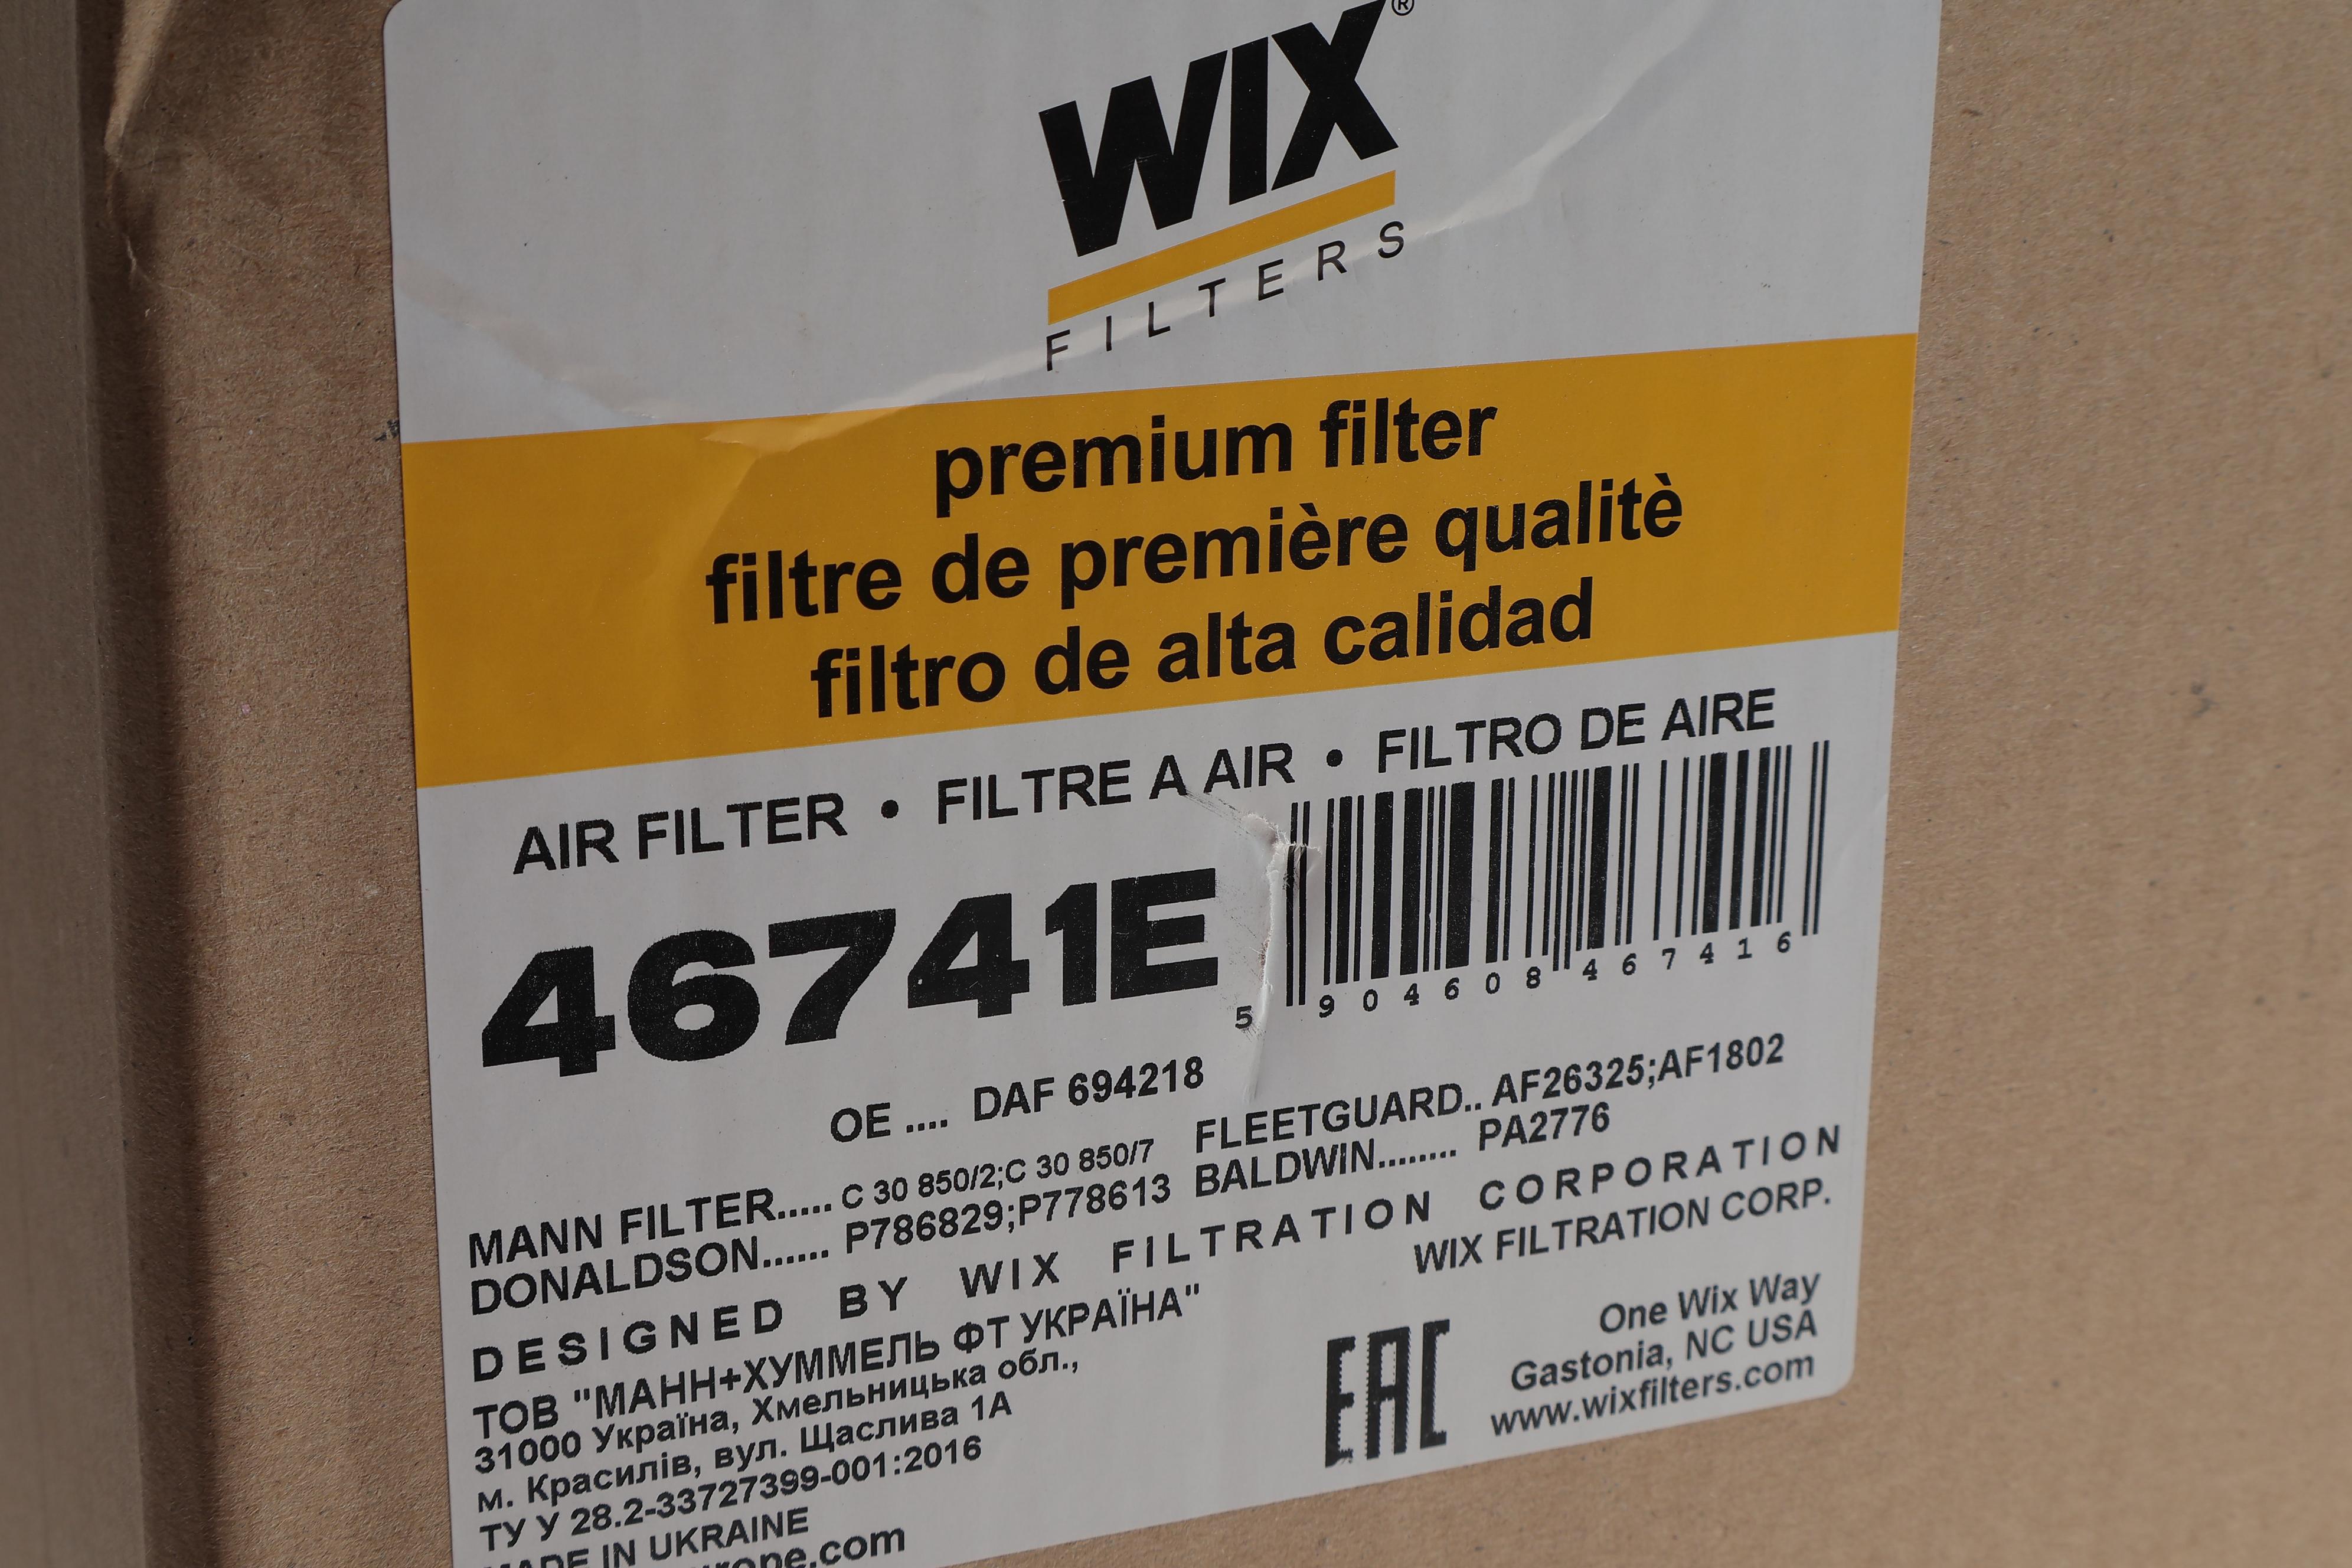 WIX®
FILTERS
premium filter
filtre de première qualitè
filtro de alta calidad
AIR FILTER • FILTRE A AIR • FILTRO DE AIRE
46741E
5 904608 467416
OE .... DAF 694218
MANN FILTER..... C 30 850/2;C 30 850/7 FLEETGUARD.. AF26325;AF1802
DONALDSON...... P786829;P778613 BALDWIN........ PA2776
DESIGNED BY WIX FILTRATION CORPORATION
ТОВ "МАНН+ХУММЕЛЬ ФТ УКРАЇНА"
31000 Україна, Хмельницька обл.,
м. Красилів, вул. Щаслива 1А
ТУ У 28.2-33727399-001:2016
MADE IN UKRAINE
EAC
WIX FILTRATION CORP.
One Wix Way
Gastonia, NC USA
www.wixfilters.com